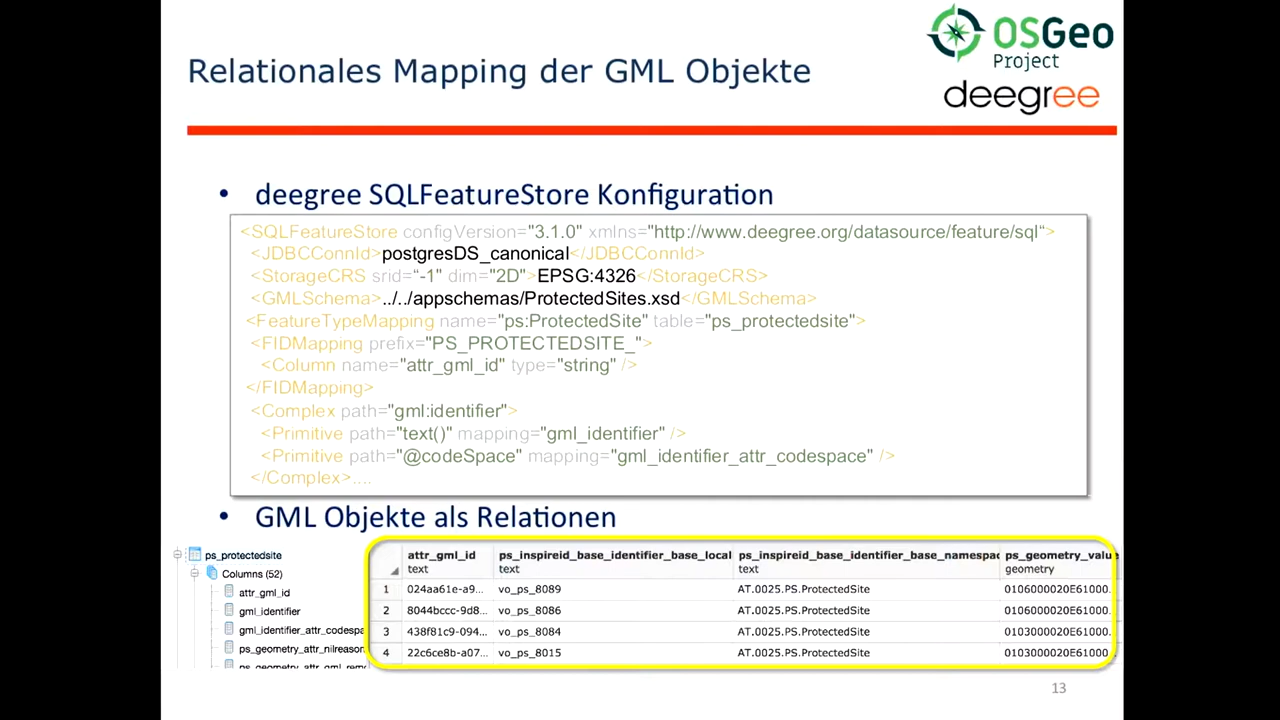 OSGeo
Project
deegree
Relationales Mapping der GML Objekte
• deegree SQLFeatureStore Konfiguration
<SQLFeatureStore configVersion="3.1.0" xmlns="http://www.deegree.org/datasource/feature/sql“>
<JDBCConnId>postgresDS_canonical</JDBCConnId>
<StorageCRS srid=“-1" dim="2D">EPSG:4326</StorageCRS>
<GMLSchema>../../appschemas/ProtectedSites.xsd</GMLSchema>
<FeatureTypeMapping name="ps:ProtectedSite" table="ps_protectedsite">
<FIDMapping prefix="PS_PROTECTEDSITE_">
<Column name="attr_gml_id" type="string" />
</FIDMapping>
<Complex path="gml:identifier">
<Primitive path="text()" mapping="gml_identifier" />
<Primitive path="@codeSpace" mapping="gml_identifier_attr_codespace" />
</Complex>....
• GML Objekte als Relationen
ps_protectedsite
Columns (52)
attr_gml_id
gml_identifier
gml_identifier_attr_codespa
ps_geometry_attr_nilreason
attr_gml_id ps_inspireid_base_identifier_base_local ps_inspireid_base_identifier_base_namespac ps_geometry_value
text text text geometry
1 024aa61e-a9... vo_ps_8089 AT.0025.PS.ProtectedSite 0106000020E61000.
2 8044bccc-9d8... vo_ps_8086 AT.0025.PS.ProtectedSite 0106000020E61000.
3 438f81c9-094... vo_ps_8084 AT.0025.PS.ProtectedSite 0103000020E61000.
4 22c6ce8b-a07... vo_ps_8015 AT.0025.PS.ProtectedSite 0103000020E61000.
13